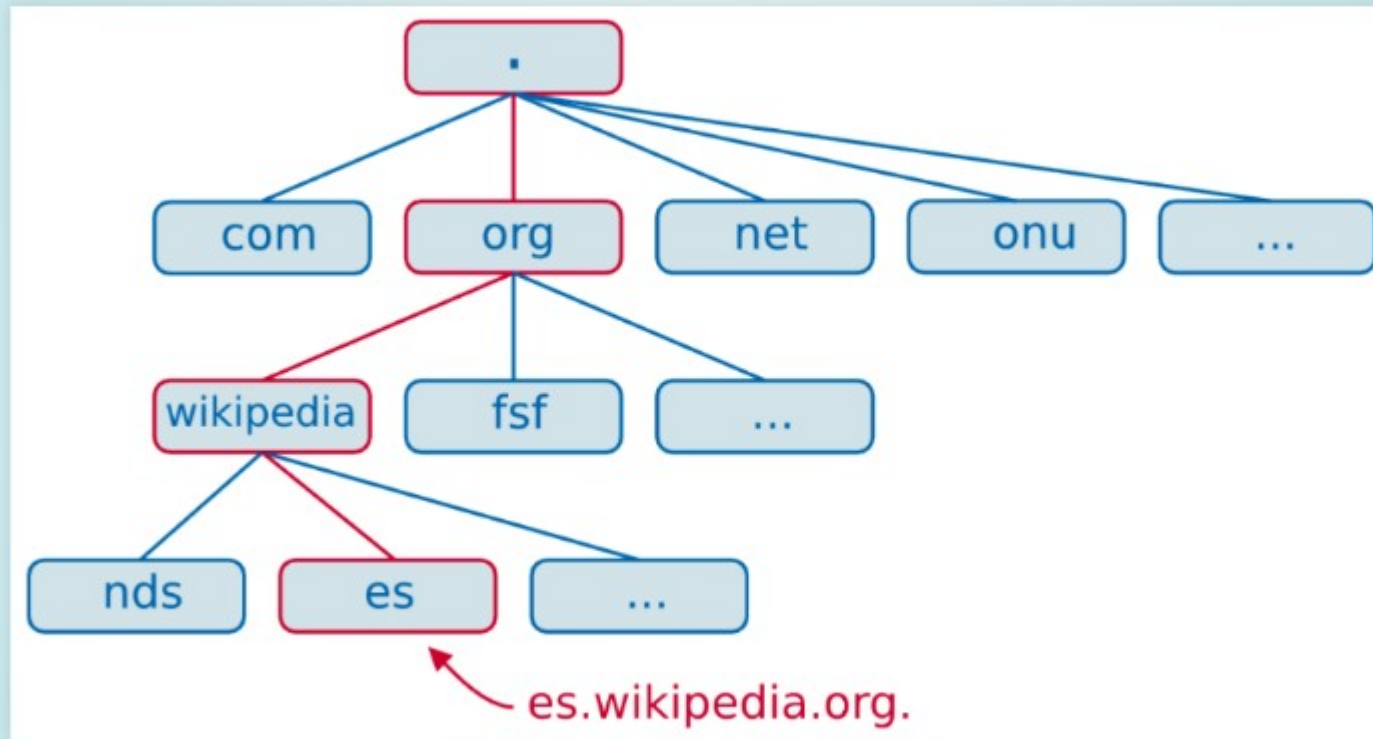 .
com org net onu ...
wikipedia fsf ...
nds es ...
es.wikipedia.org.